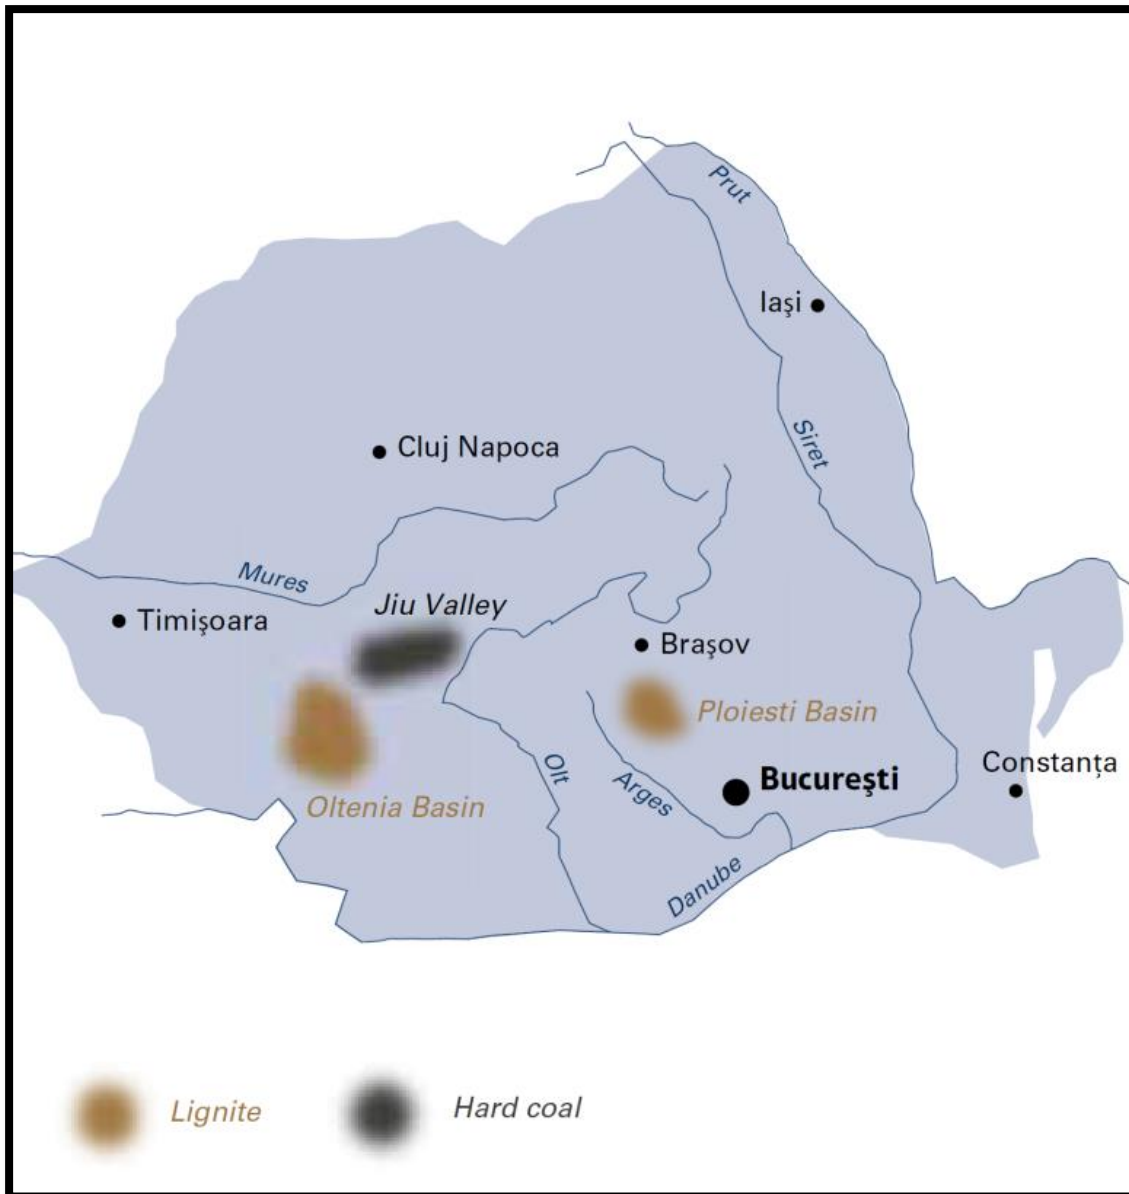 Prut
Iaşi
Siret
Cluj Napoca
Mures
Jiu Valley
Timişoara
Braşov
Ploiesti Basin
Olt
Constanţa
Bucureşti
Arges
Oltenia Basin
Danube
Lignite
Hard coal